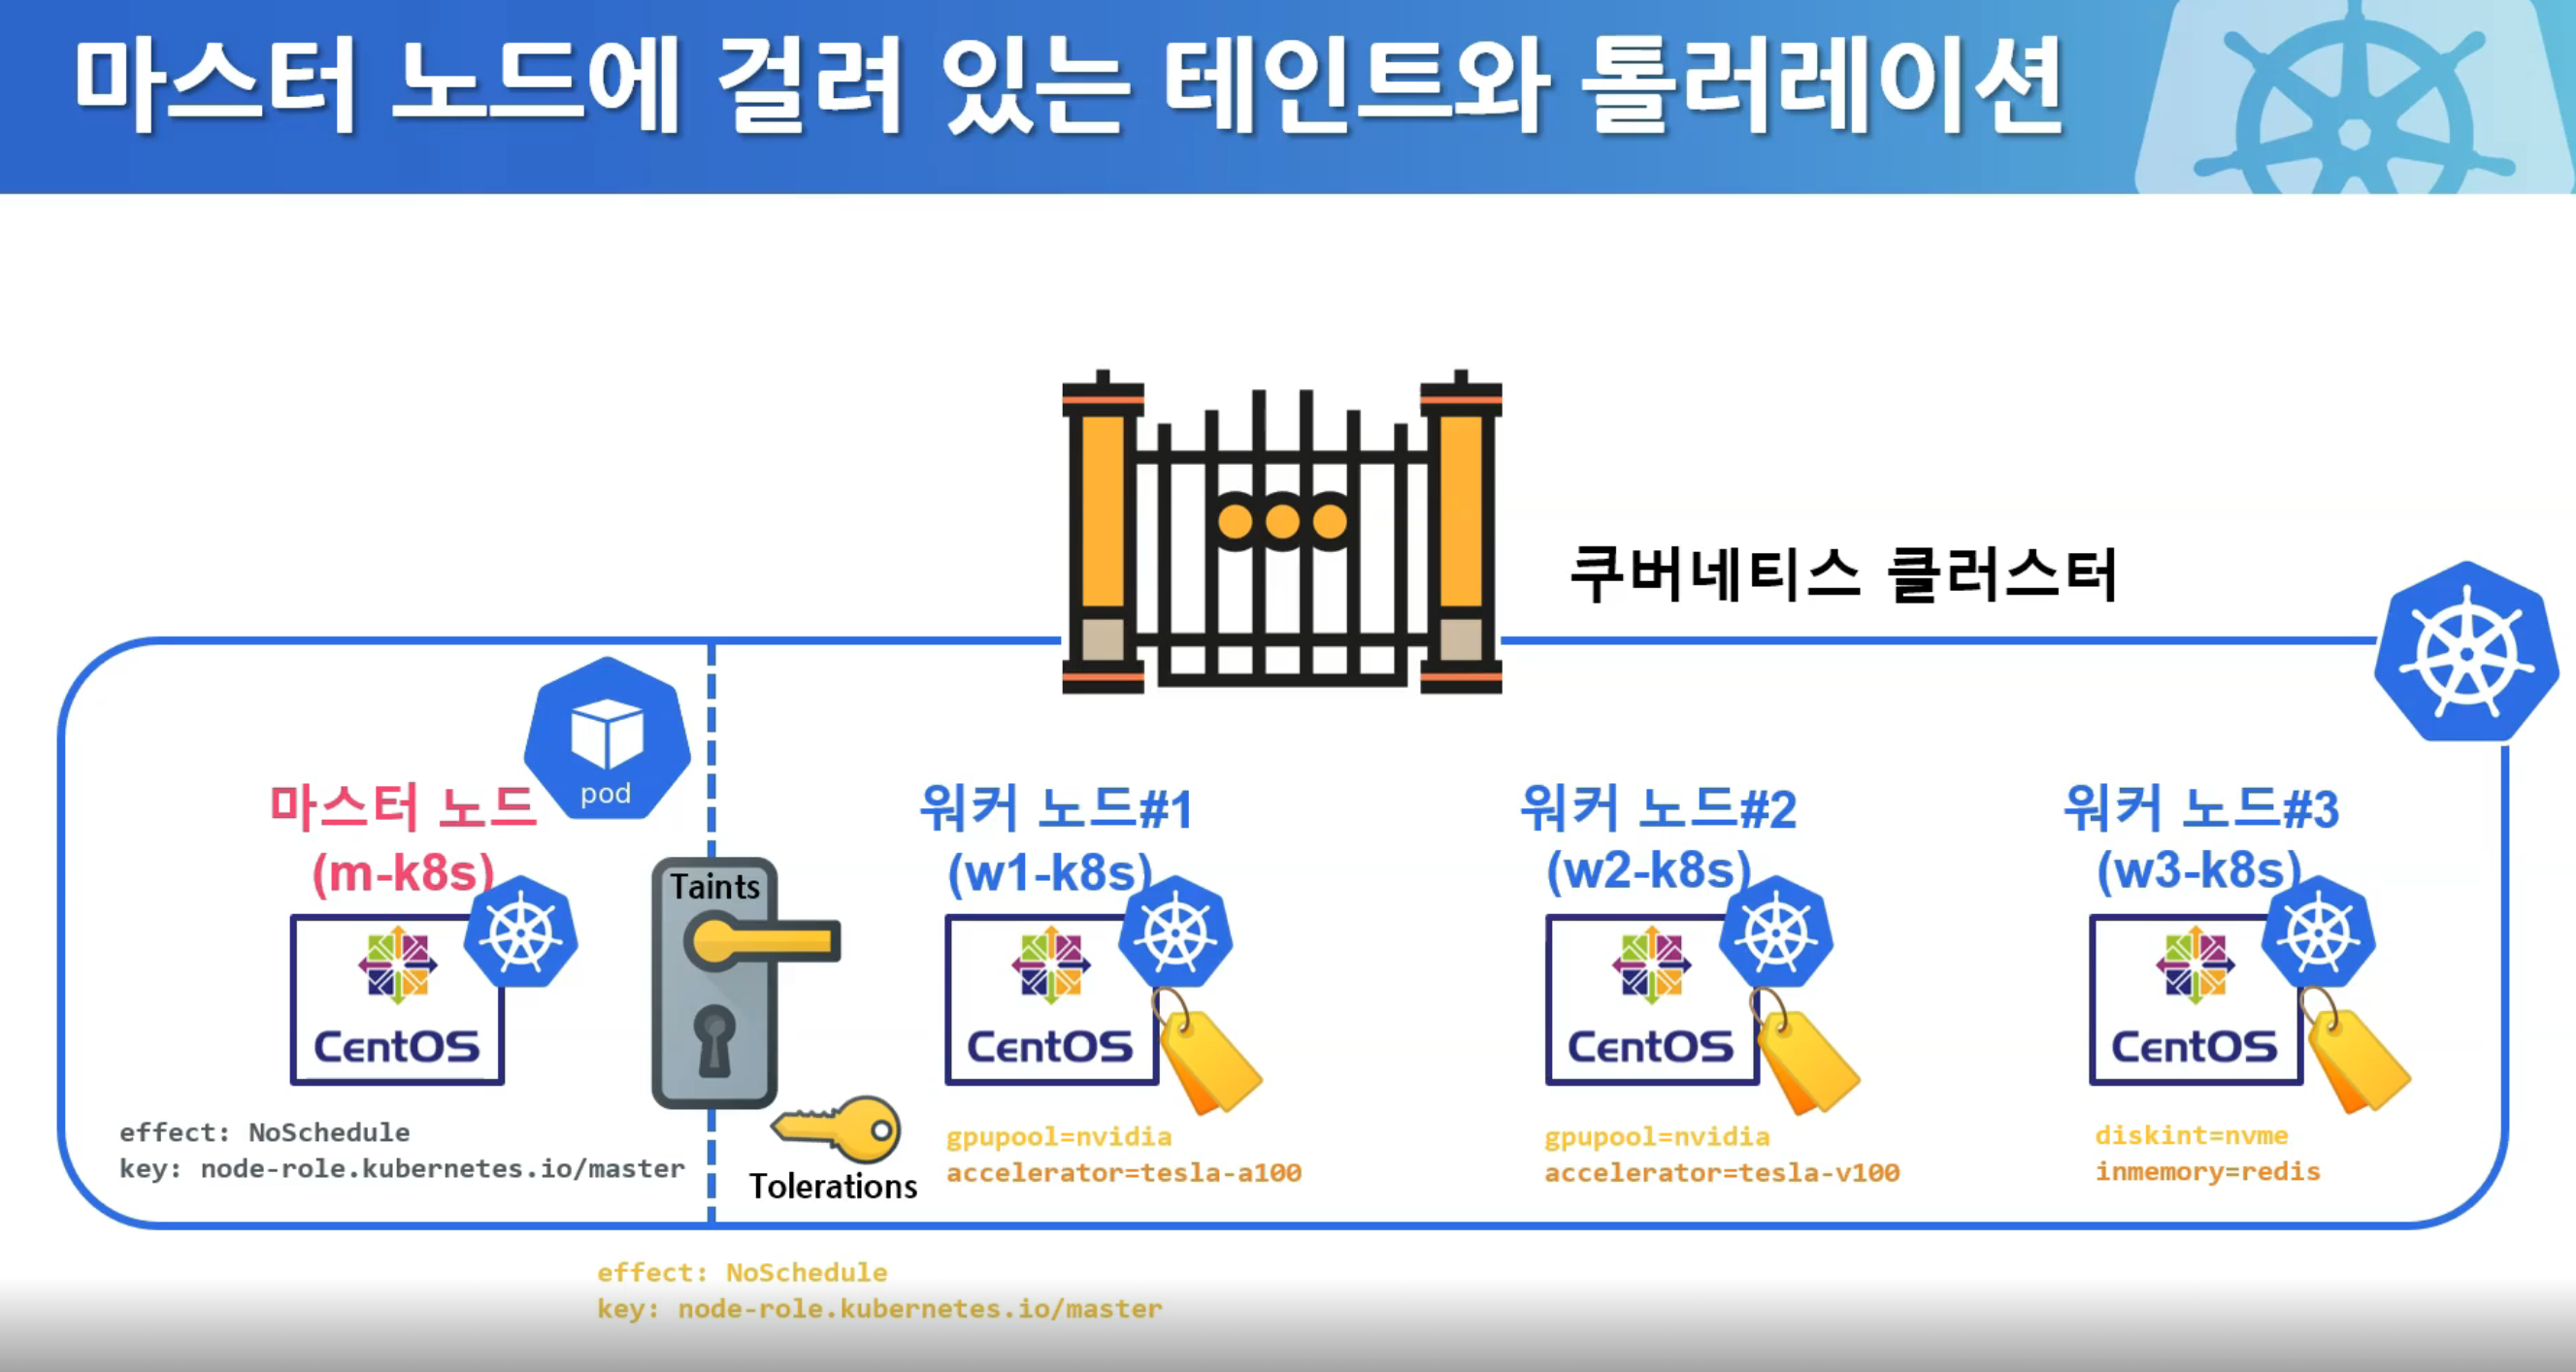 마스터 노드에 걸려 있는 테인트와 톨러레이션
쿠버네티스 클러스터
pod
마스터 노드
(m-k8s)
CentOS
effect: NoSchedule
key: node-role.kubernetes.io/master
Taints
Tolerations
워커 노드#1
(w1-k8s)
CentOS
gpupool=nvidia
accelerator=tesla-a100
워커 노드#2
(w2-k8s)
CentOS
gpupool=nvidia
accelerator=tesla-v100
워커 노드#3
(w3-k8s)
CentOS
diskint=nvme
inmemory=redis
effect: NoSchedule
key: node-role.kubernetes.io/master